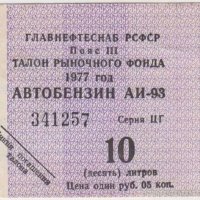 ГЛАВНЕФТЕСНАБ РСФСР
Пояс III
ТАЛОН РЫНОЧНОГО ФОНДА
1977 год
АВТОБЕНЗИН АИ-93
341257 Серия ЦГ
10
(десять) литров
Цена один руб. 05 коп.